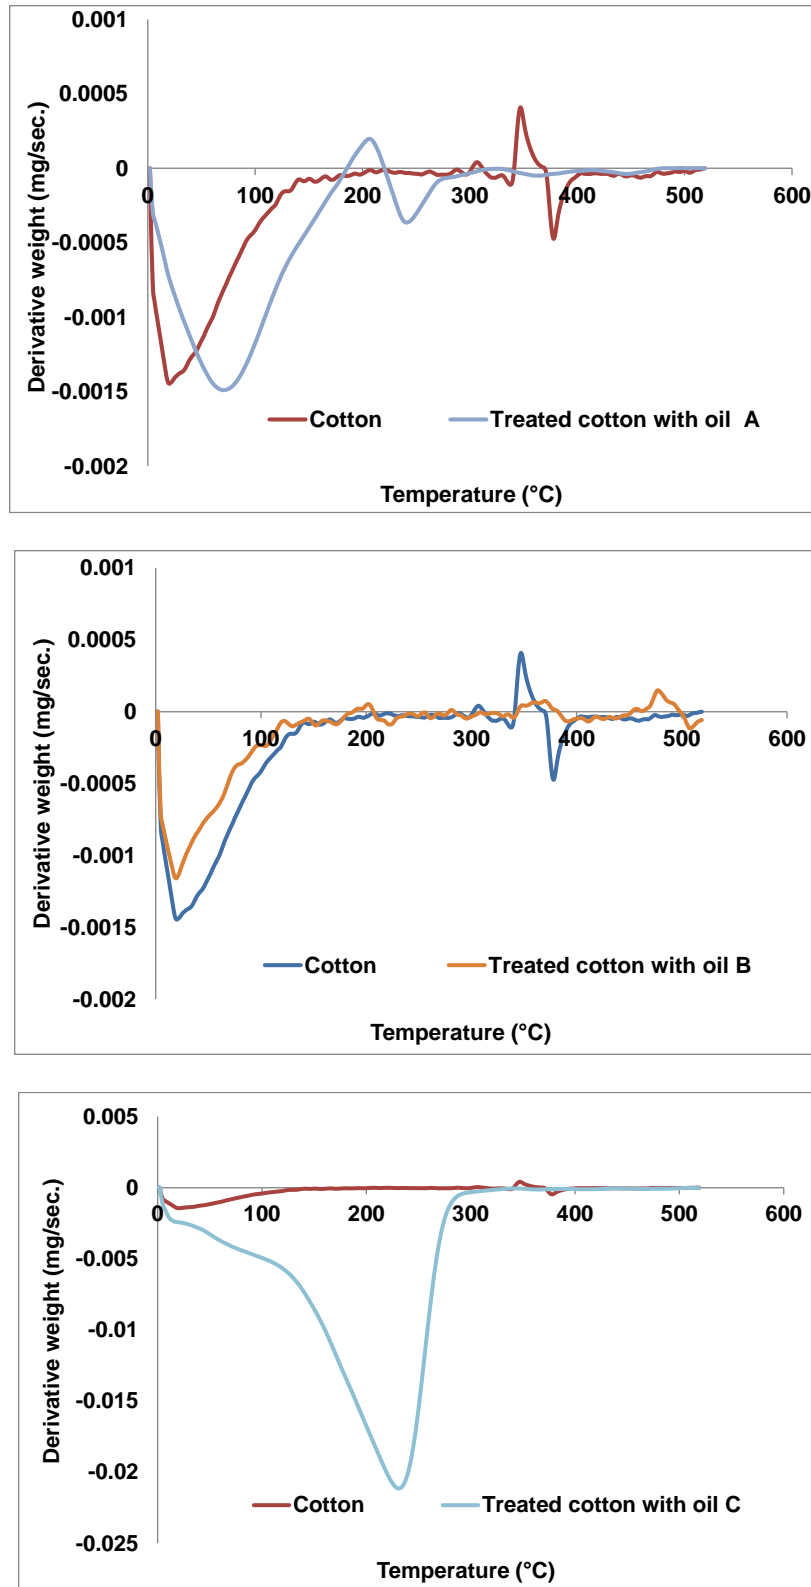 0.001
0.0005
0
-0.0005
-0.001
-0.0015
-0.002
0 100 200 300 400 500 600
Derivative weight (mg/sec.)
Cotton Treated cotton with oil A
Temperature (°C)
0.001
0.0005
0
-0.0005
-0.001
-0.0015
-0.002
0 100 200 300 400 500 600
Derivative weight (mg/sec.)
Cotton Treated cotton with oil B
Temperature (°C)
0.005
0
-0.005
-0.01
-0.015
-0.02
-0.025
0 100 200 300 400 500 600
Derivative weight (mg/sec.)
Cotton Treated cotton with oil C
Temperature (°C)